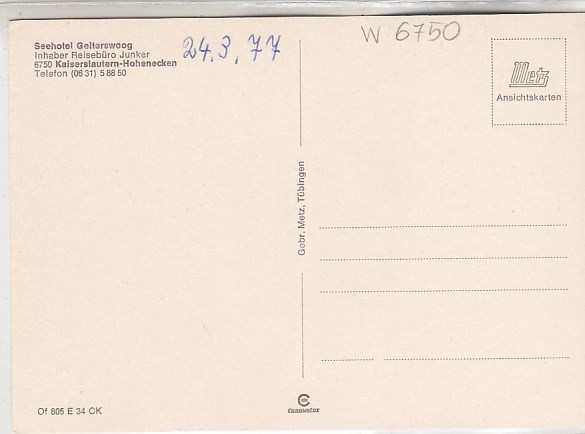 Seehotel Gelterswoog
Inhaber Reisebüro Junker
6750 Kaiserslautern-Hohenecken
Telefon (06 31) 5 88 50
24.3.77
W 6750
Metz
Ansichtskarten
Gebr. Metz, Tübingen
Of 805 E 34 CK
Chromolux